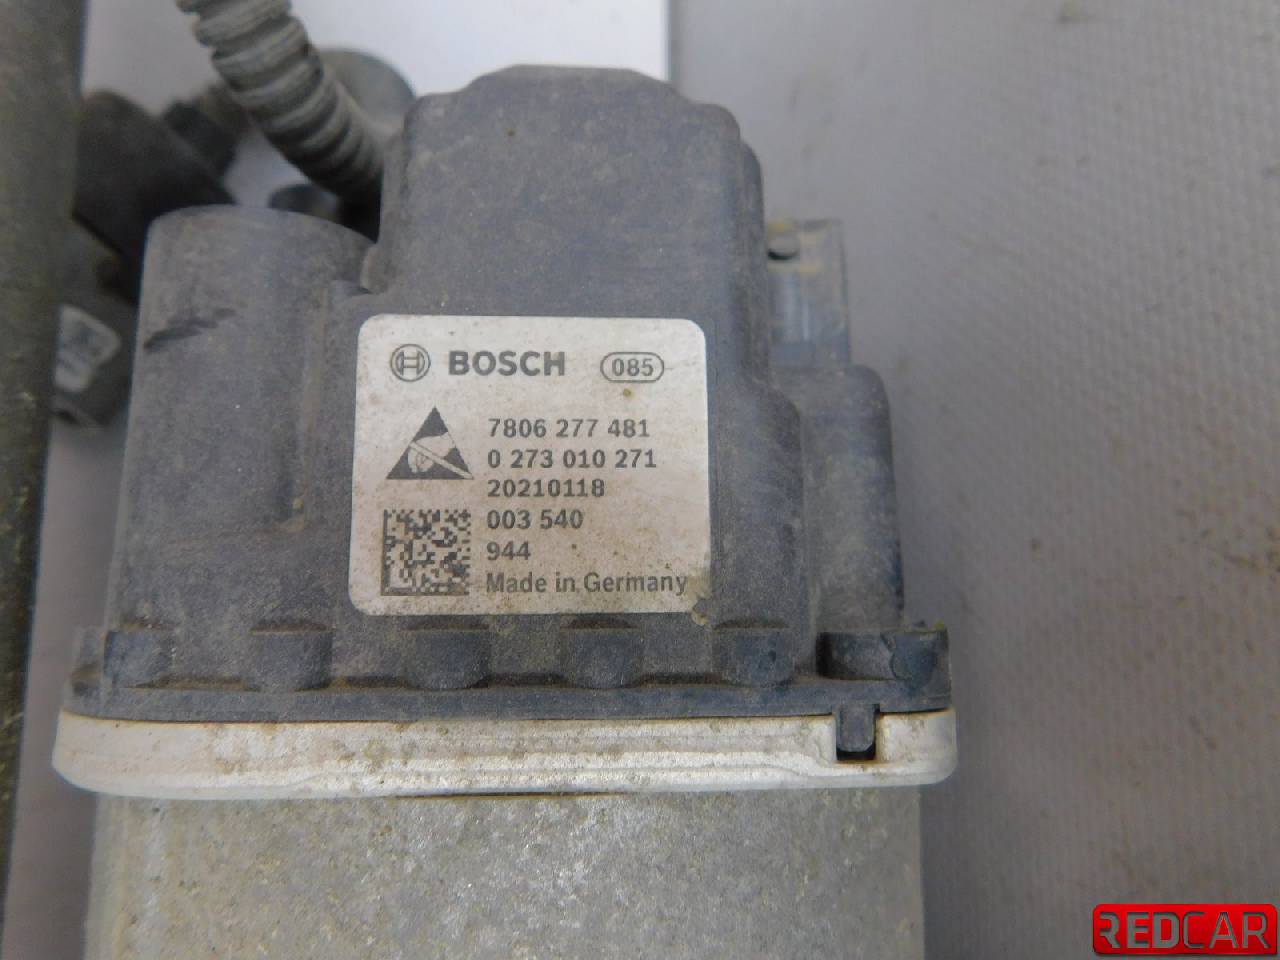 BOSCH 085
7806 277 481
0 273 010 271
20210118
003 540
944
Made in Germany
REDCAR